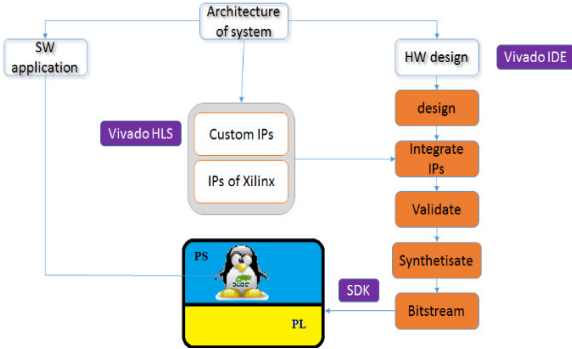 Architecture
of system
SW
application
HW design
Vivado IDE
design
Vivado HLS
Custom IPs
Integrate
IPs
IPs of Xilinx
Validate
PS
Synthetisate
SDK
Bitstream
PL